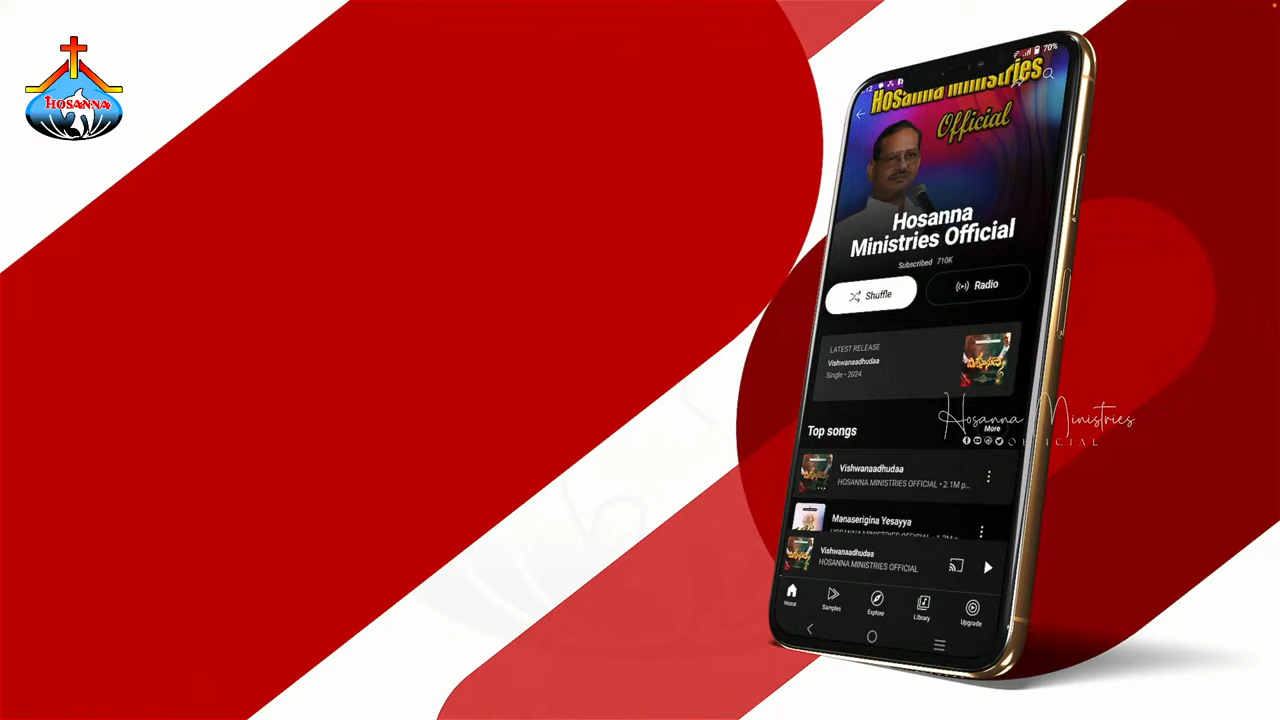 HOSANNA
70%
Hosanna Ministries
Official
Hosanna
Ministries Official
Subscribed 710K
Shuffle
Radio
LATEST RELEASE
Vishwanaadhudaa
Single • 2024
Hosanna Ministries
OFFICIAL
Top songs
More
Vishwanaadhudaa
HOSANNA MINISTRIES OFFICIAL • 2.1M p...
Manaserigina Yesayya
Vishwanaadhudaa
HOSANNA MINISTRIES OFFICIAL
Home
Samples
Explore
Library
Upgrade